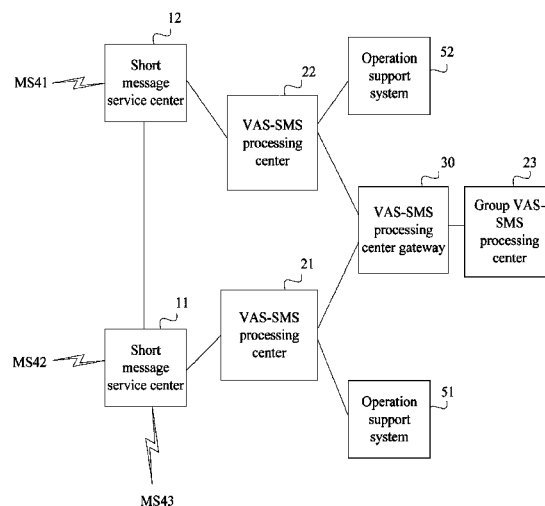 12
Short
message
service center
MS41
22
VAS-SMS
processing
center
Operation
support
system
52
30
VAS-SMS
processing
center gateway
23
Group VAS-
SMS
processing
center
21
VAS-SMS
processing
center
11
Short
message
service center
MS42
MS43
Operation
support
system
51